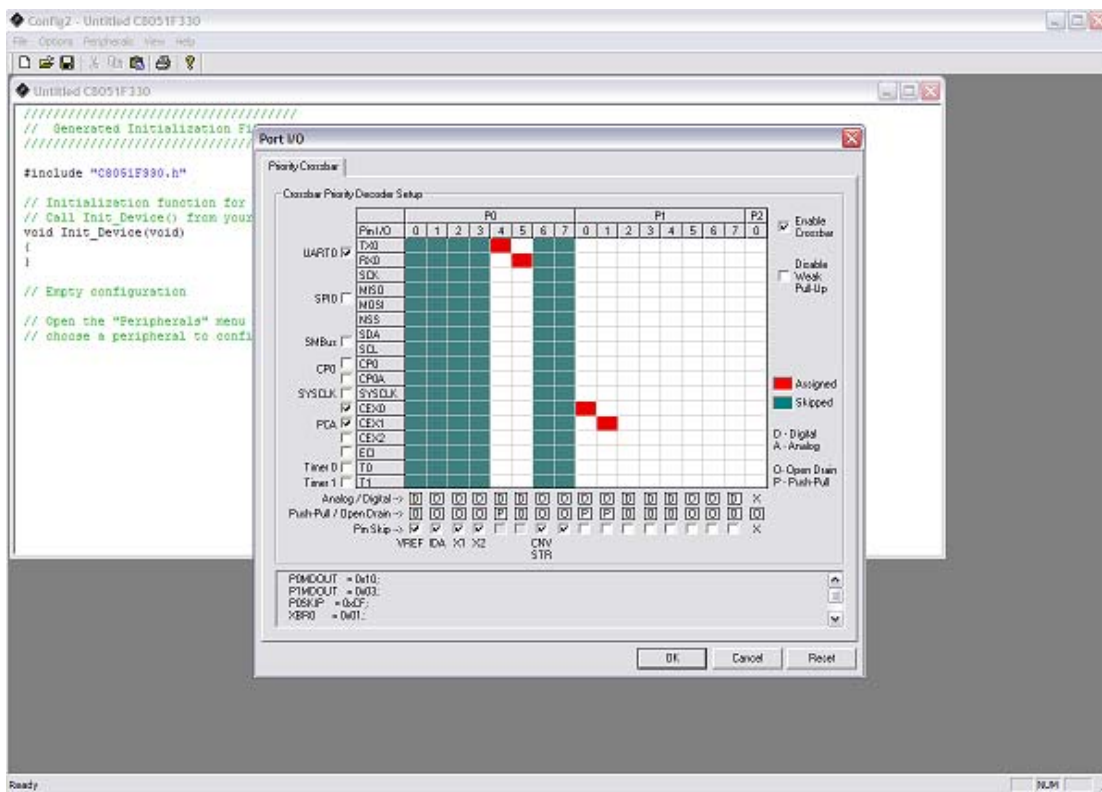 Config2 - Untitled C8051F330
File Options Peripherals View Help
Untitled C8051F330
/////////////////////////////////////
// Generated Initialization Fi
#include "C8051F330.h"
// Initialization function for
// Call Init_Device() from your
void Init_Device(void)
{
}
// Empty configuration
// Open the "Peripherals" menu
// choose a peripheral to confi
Port I/O
Priority Crossbar
Crossbar Priority Decoder Setup
P0 P1 P2
Pin I/O 0 1 2 3 4 5 6 7 0 1 2 3 4 5 6 7 0
UART0 TX0
RX0
SCK
SPI0 MISO
MOSI
NSS
SMBus SDA
SCL
CP0 CP0
CP0A
SYSCLK SYSCLK
CEX0
PCA CEX1
CEX2
ECI
Timer 0 T0
Timer 1 T1
Enable Crossbar
Disable Weak Pull-Up
Assigned
Skipped
D - Digital
A - Analog
O - Open Drain
P - Push-Pull
Analog / Digital -> D D D D D D D D D D D D D D D D X
Push-Pull / Open Drain -> O O O O P O O O P P O O O O O O O
Pin Skip -> X
VREF IDA X1 X2 CNV STR
P0MDOUT = 0x10;
P1MDOUT = 0x03;
P0SKIP = 0xCF;
XBR0 = 0x01;
OK Cancel Reset
Ready NUM